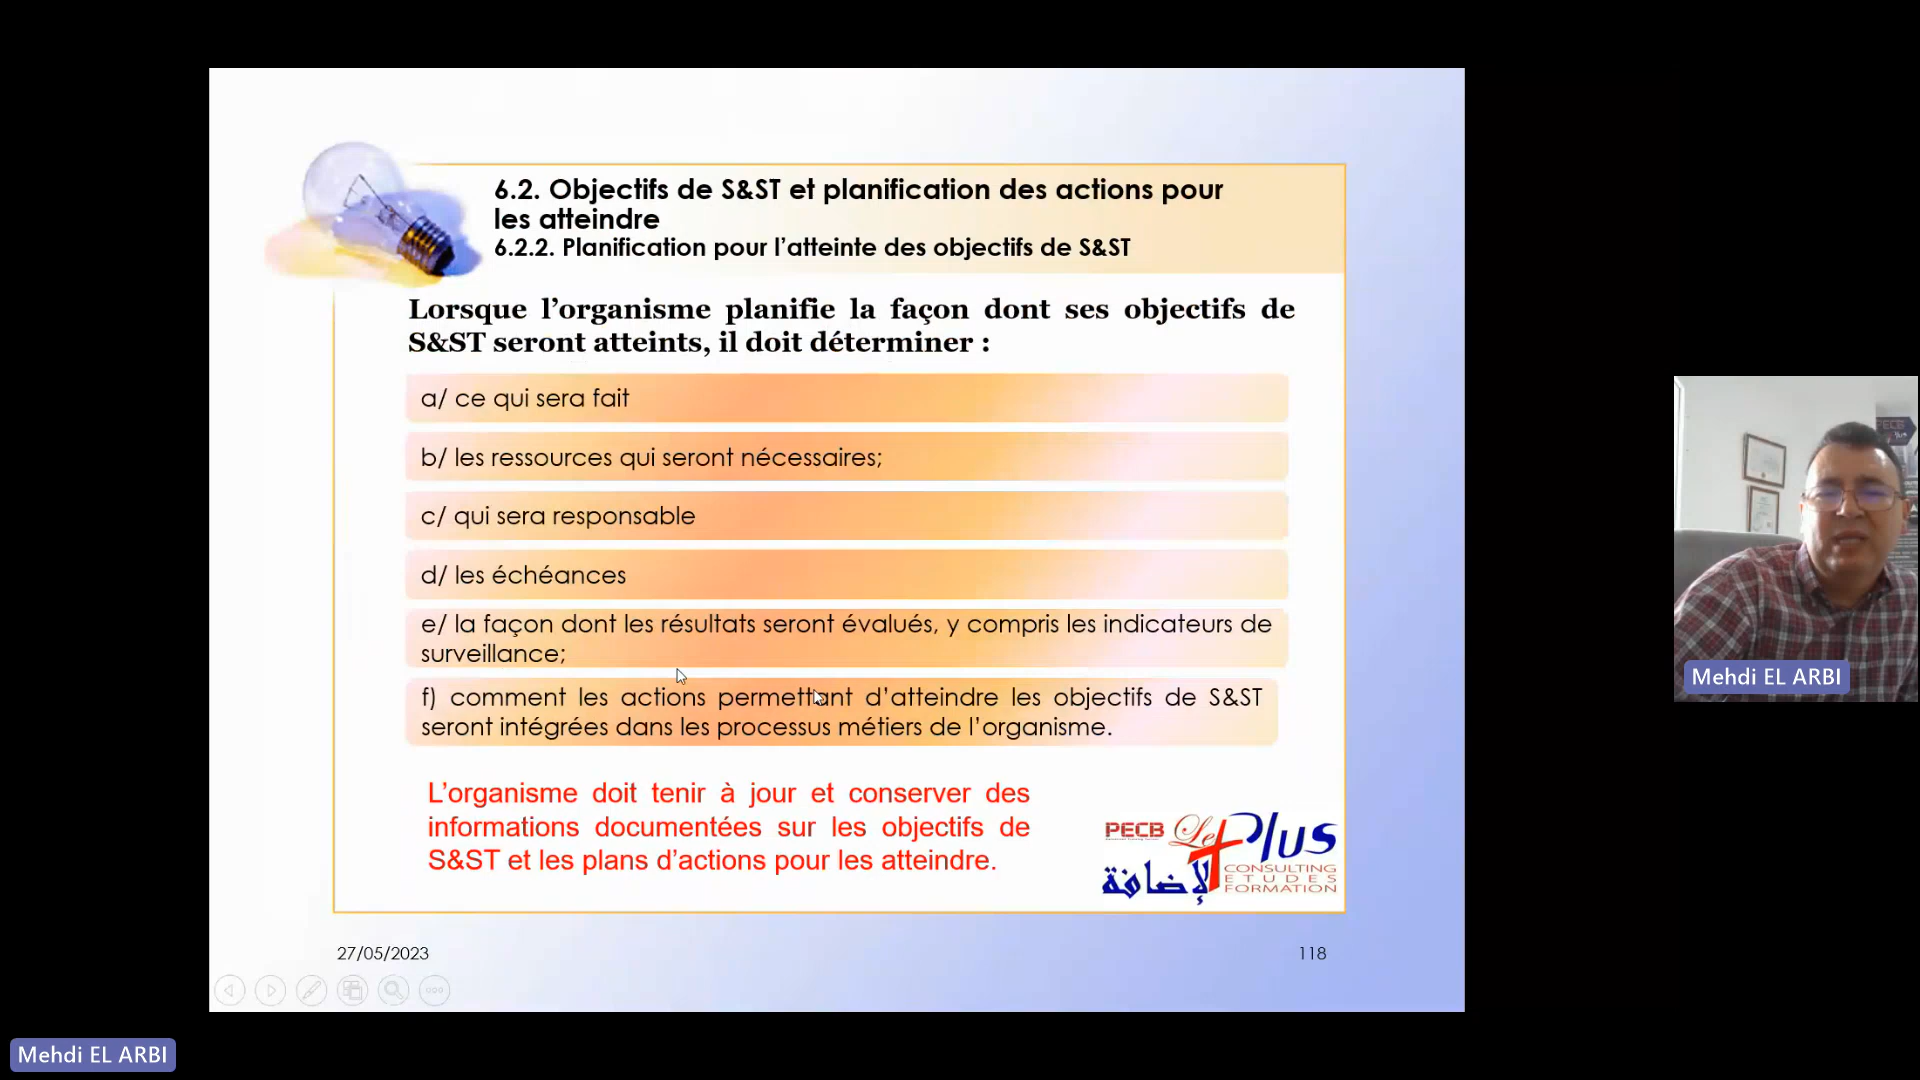 6.2. Objectifs de S&ST et planification des actions pour
les atteindre
6.2.2. Planification pour l’atteinte des objectifs de S&ST
Lorsque l’organisme planifie la façon dont ses objectifs de
S&ST seront atteints, il doit déterminer :
a/ ce qui sera fait
b/ les ressources qui seront nécessaires;
c/ qui sera responsable
d/ les échéances
e/ la façon dont les résultats seront évalués, y compris les indicateurs de
surveillance;
f) comment les actions permettant d’atteindre les objectifs de S&ST
seront intégrées dans les processus métiers de l’organisme.
L’organisme doit tenir à jour et conserver des
informations documentées sur les objectifs de
S&ST et les plans d’actions pour les atteindre.
PECB Le Plus
الإضافة
CONSULTING
ETUDES
FORMATION
27/05/2023
118
Mehdi EL ARBI
Mehdi EL ARBI